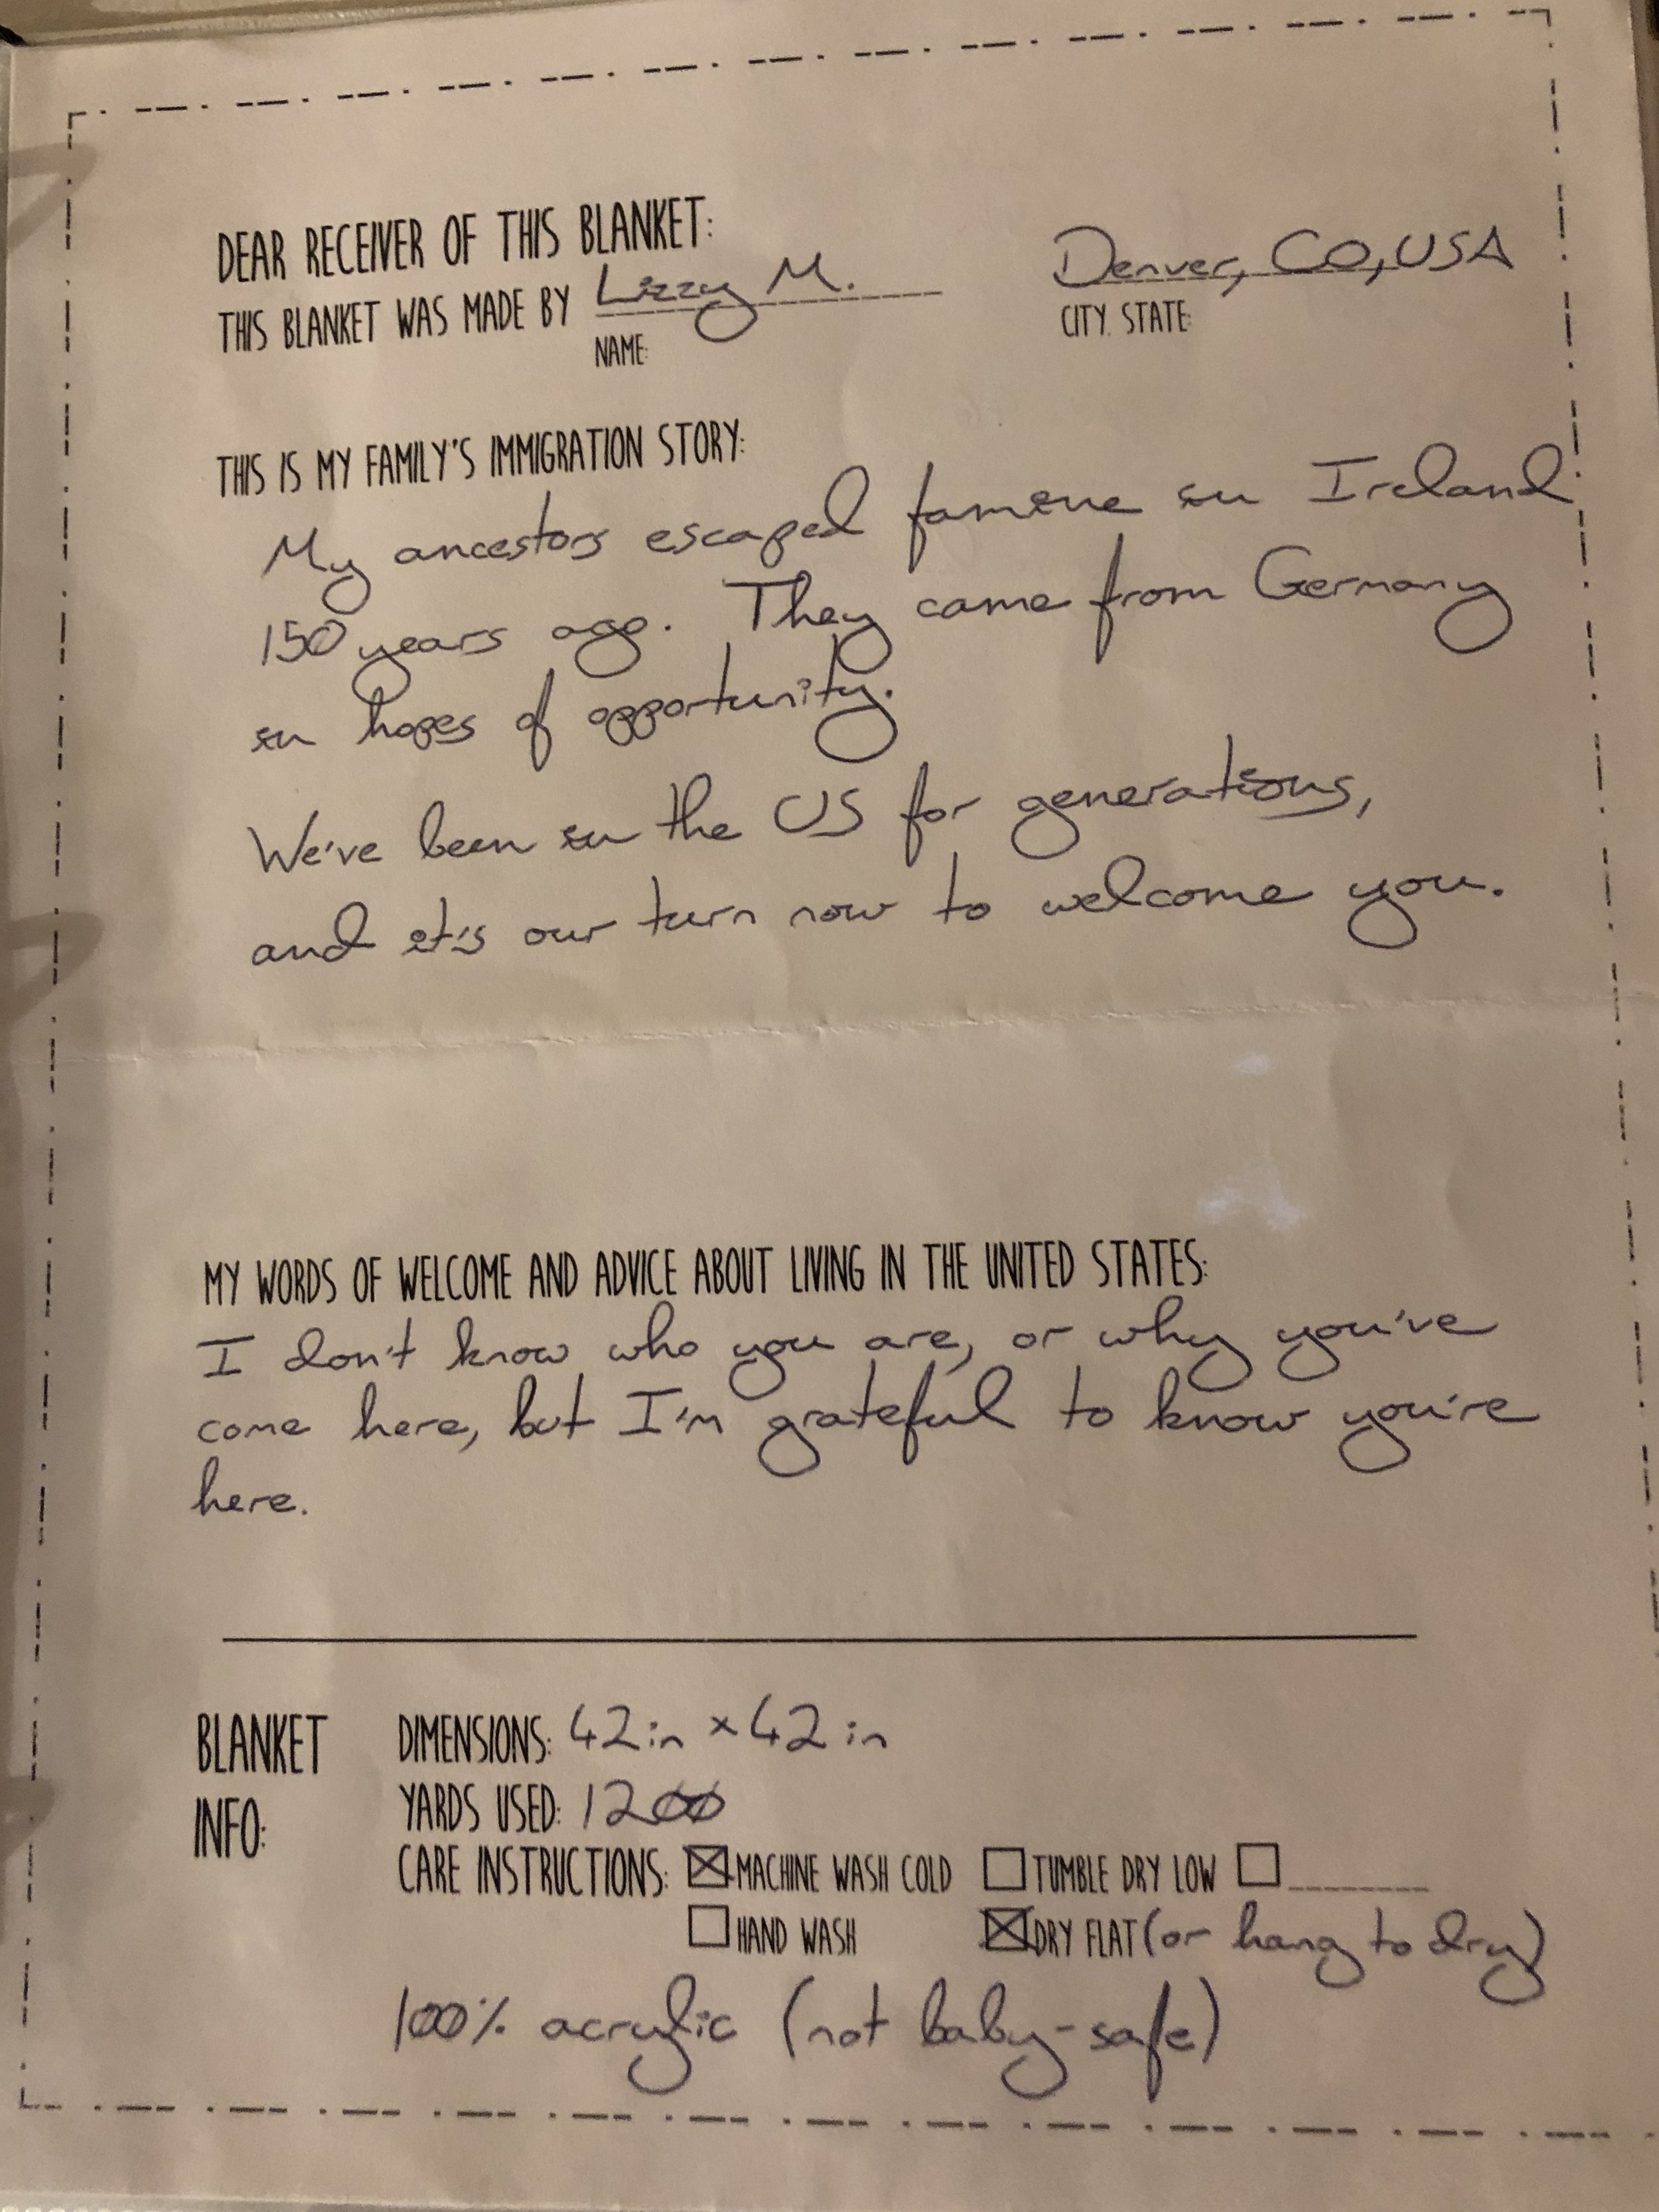 DEAR RECEIVER OF THIS BLANKET:
THIS BLANKET WAS MADE BY Lizzy M. Denver, CO, USA
NAME: CITY, STATE:
THIS IS MY FAMILY'S IMMIGRATION STORY:
My ancestors escaped famine in Ireland
150 years ago. They came from Germany
in hopes of opportunity.
We've been in the US for generations,
and it's our turn now to welcome you.
MY WORDS OF WELCOME AND ADVICE ABOUT LIVING IN THE UNITED STATES:
I don't know who you are, or why you've
come here, but I'm grateful to know you're
here.
BLANKET INFO:
DIMENSIONS: 42in x 42in
YARDS USED: 1200
CARE INSTRUCTIONS: ☒ MACHINE WASH COLD ☐ TUMBLE DRY LOW ☐ ________
☐ HAND WASH ☒ DRY FLAT (or hang to dry)
100% acrylic (not baby-safe)